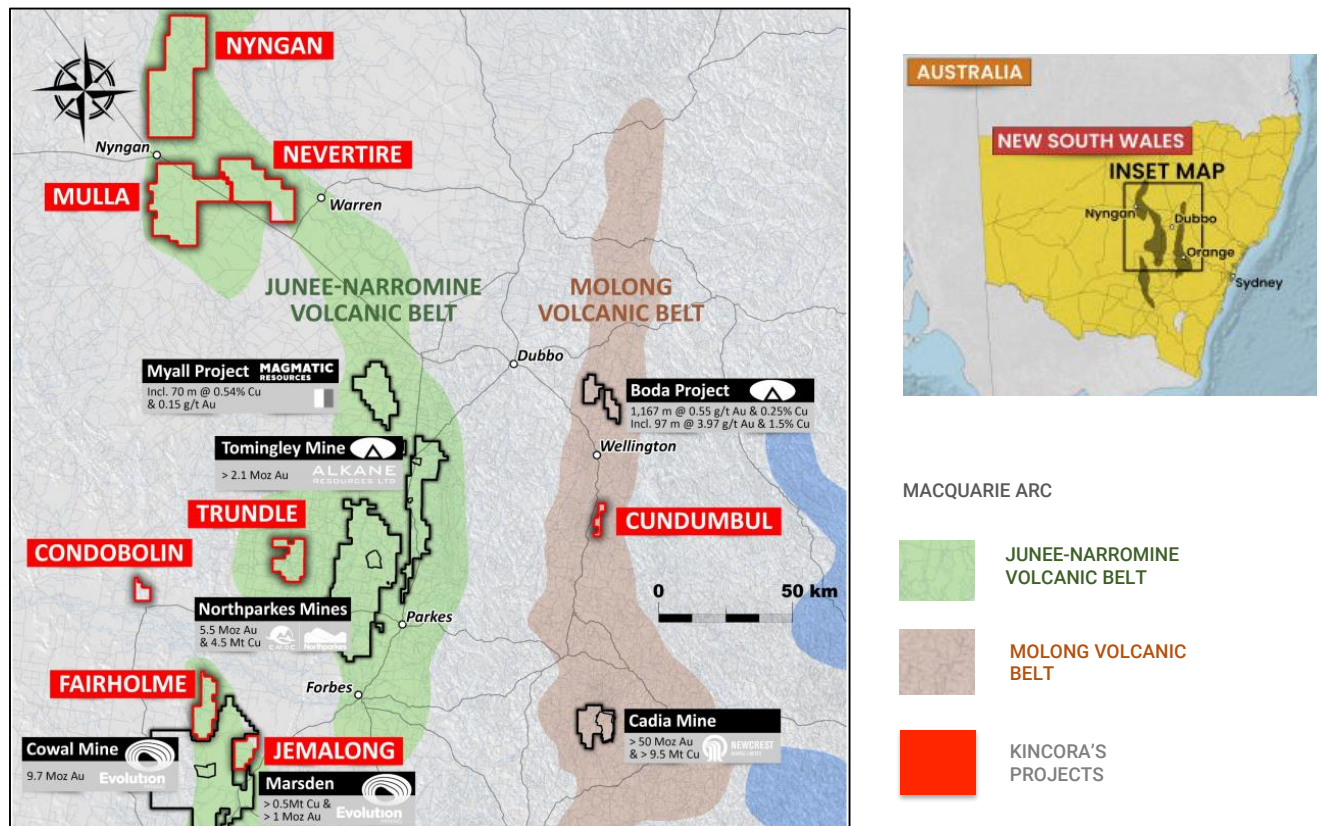 NYGAN
Nyngan
NEVERTIRE
MULLA
Warren
JUNEE-NARROMINE
VOLCANIC BELT
MOLONG
VOLCANIC BELT
Dubbo
Myall Project
MAGMATIC
RESOURCES
Incl. 70 m @ 0.54% Cu
& 0.15 g/t Au
Boda Project
1,167 m @ 0.55 g/t Au & 0.25% Cu
Incl. 97 m @ 3.97 g/t Au & 1.5% Cu
Tomingley Mine
> 2.1 Moz Au
ALKANE
RESOURCES LTD
Wellington
TRUNDLE
CUNDUMBUL
CONDOBOLIN
0 50 km
Northparkes Mines
5.5 Moz Au
& 4.5 Mt Cu
CMOC
Northparkes
Parkes
FAIRHOLME
Forbes
JEMALONG
Cowal Mine
9.7 Moz Au
Evolution
Marsden
> 0.5Mt Cu &
> 1 Moz Au
Evolution
Cadia Mine
> 50 Moz Au
& > 9.5 Mt Cu
NEWCREST
AUSTRALIA
NEW SOUTH WALES
INSET MAP
Nyngan
Dubbo
Orange
Sydney
MACQUARIE ARC
JUNEE-NARROMINE
VOLCANIC BELT
MOLONG VOLCANIC
BELT
KINCORA'S
PROJECTS